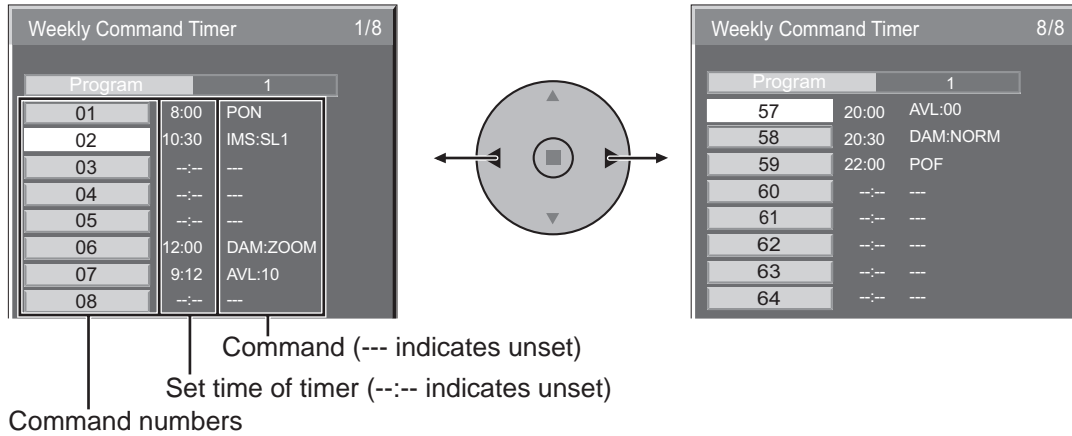 Weekly Command Timer 1/8
Program 1
01 8:00 PON
02 10:30 IMS:SL1
03 --:-- ---
04 --:-- ---
05 --:-- ---
06 12:00 DAM:ZOOM
07 9:12 AVL:10
08 --:-- ---
Command (--- indicates unset)
Set time of timer (--:-- indicates unset)
Command numbers
Weekly Command Timer 8/8
Program 1
57 20:00 AVL:00
58 20:30 DAM:NORM
59 22:00 POF
60 --:-- ---
61 --:-- ---
62 --:-- ---
63 --:-- ---
64 --:-- ---